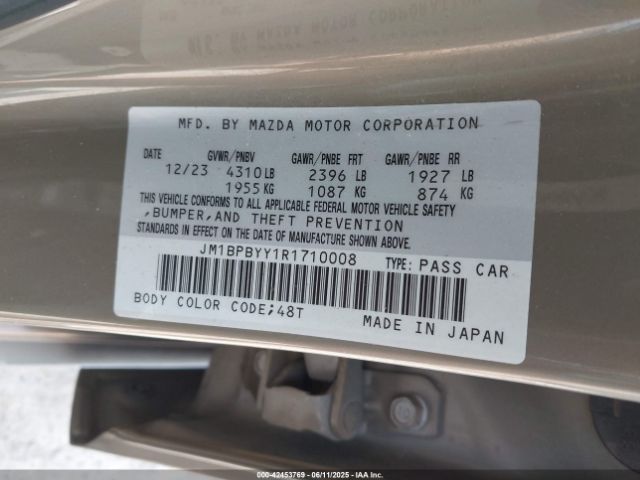 MFD. BY MAZDA MOTOR CORPORATION
DATE GVWR/PNBV GAWR/PNBE FRT GAWR/PNBE RR
12/23 4310 LB 2396 LB 1927 LB
1955 KG 1087 KG 874 KG
THIS VEHICLE CONFORMS TO ALL APPLICABLE FEDERAL MOTOR VEHICLE SAFETY
,BUMPER,AND THEFT PREVENTION
STANDARDS IN EFFECT ON THE DATE OF MANUFACTURE SHOWN ABOVE.
JM1BPBYY1R1710008 TYPE: PASS CAR
BODY COLOR CODE;48T
MADE IN JAPAN
© - 42453769 - 06/11/2025 - IAA Inc.